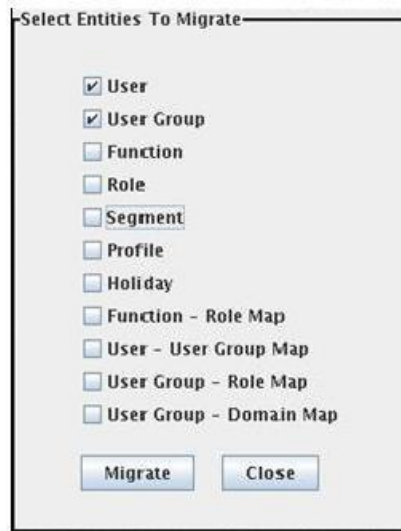 Select Entities To Migrate
User
User Group
Function
Role
Segment
Profile
Holiday
Function - Role Map
User - User Group Map
User Group - Role Map
User Group - Domain Map
Migrate Close